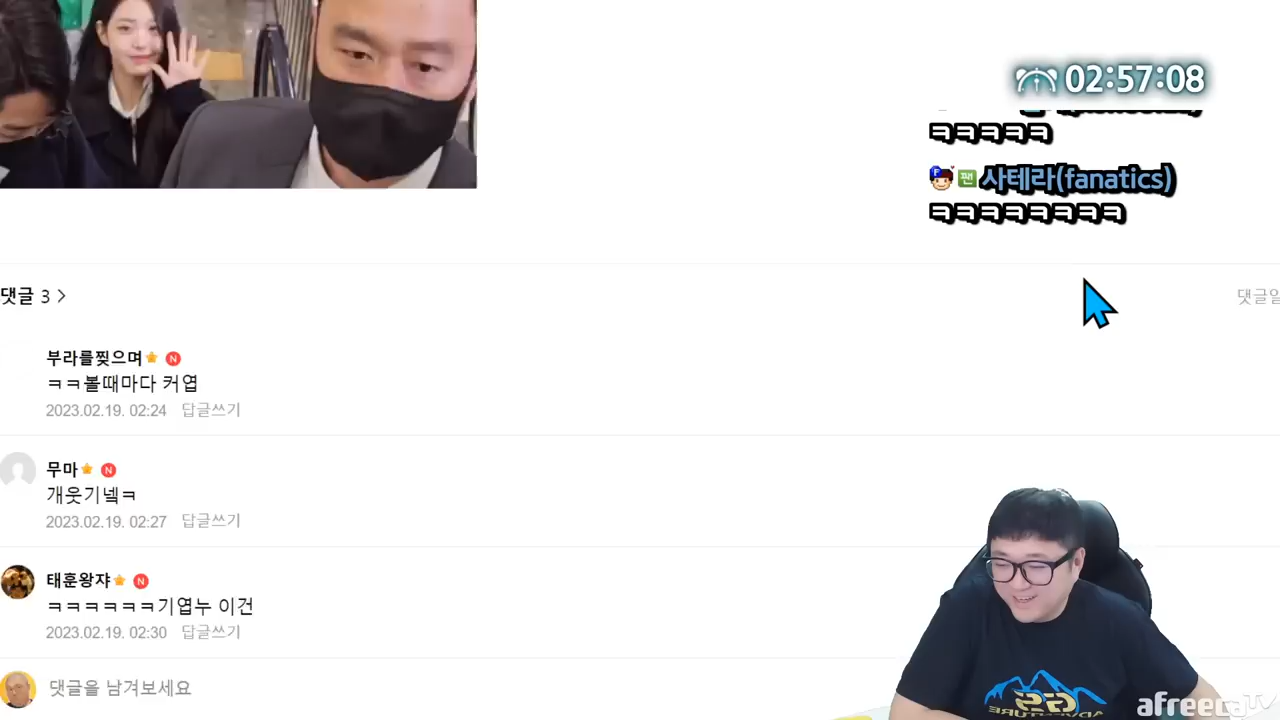 02:57:08
ㅋㅋㅋㅋㅋ
팬 사테라(fanatics)
ㅋㅋㅋㅋㅋㅋㅋㅋ
댓글 3 >
부라를찢으며 N
ㅋㅋ볼때마다 커엽
2023.02.19. 02:24 답글쓰기
무마 N
개웃기넼ㅋ
2023.02.19. 02:27 답글쓰기
태훈왕쟈 N
ㅋㅋㅋㅋㅋㅋ기엽누 이건
2023.02.19. 02:30 답글쓰기
댓글을 남겨보세요
GS
ADVENTURE
afreecaTV